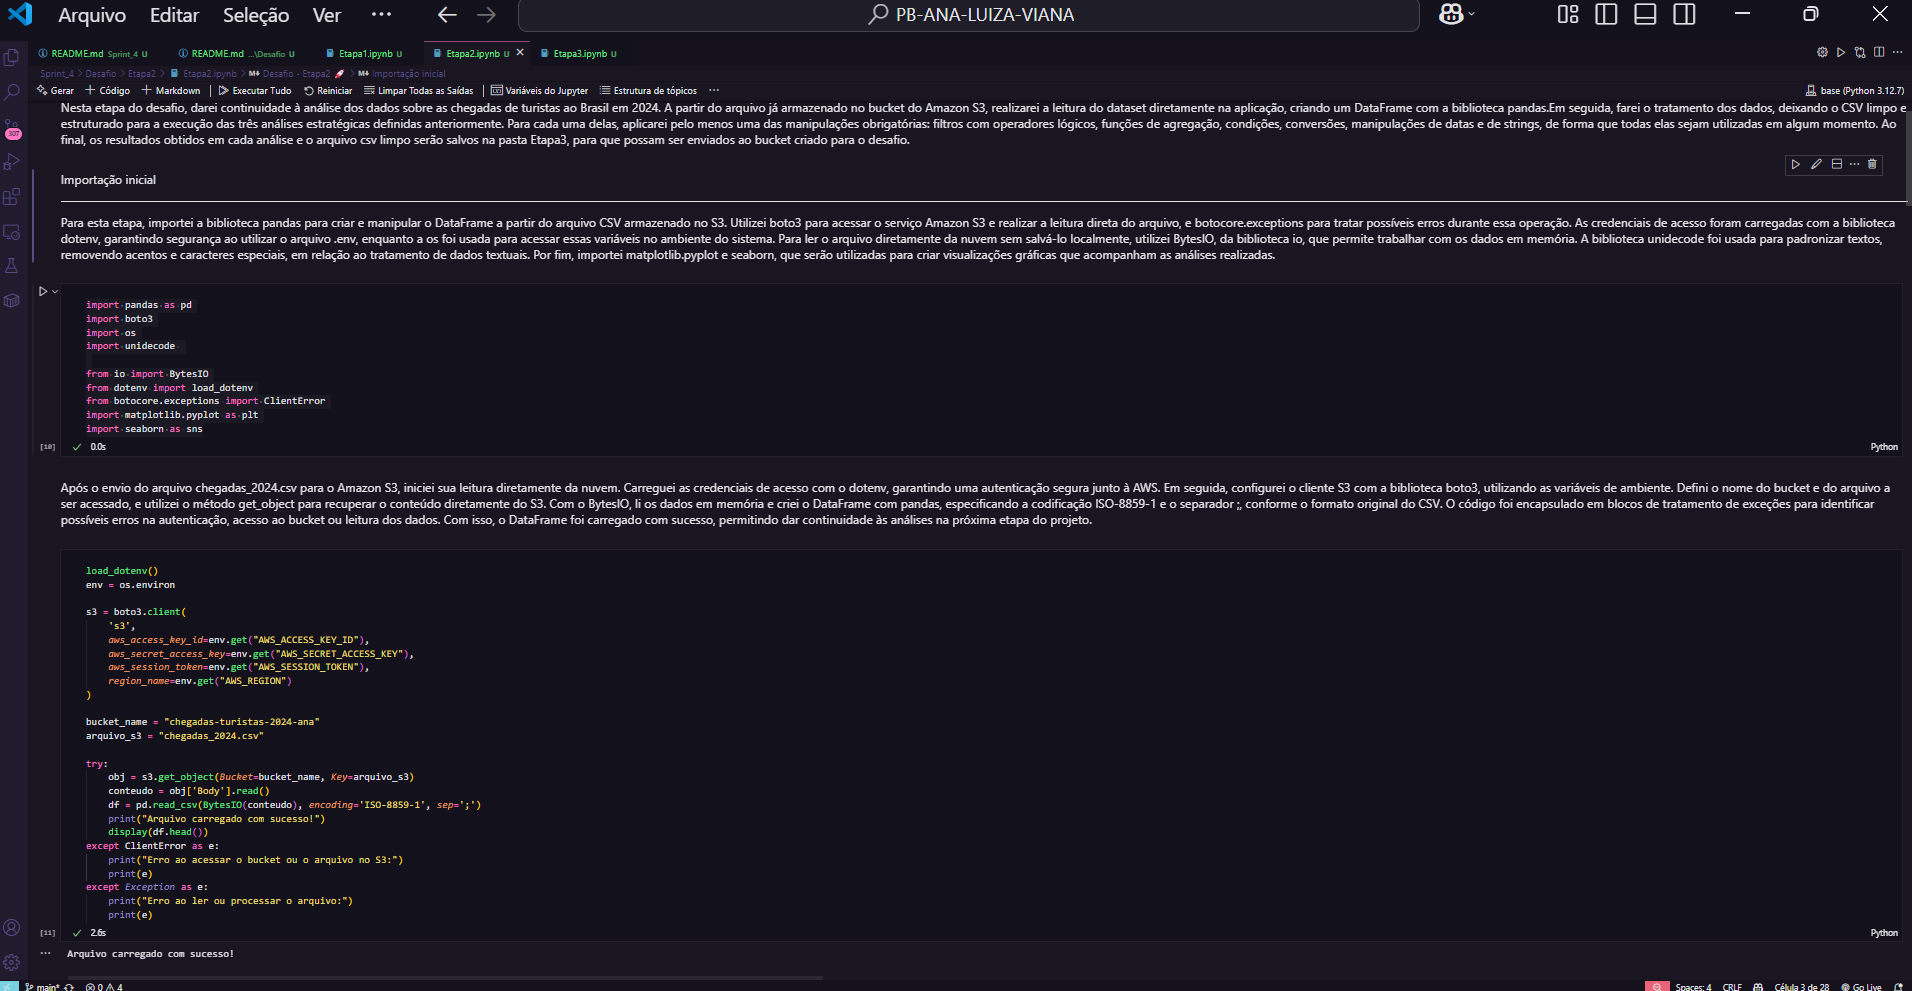 Arquivo Editar Seleção Ver ··· PB-ANA-LUIZA-VIANA
README.md Sprint_4 U README.md ...\Desafio U Etapa1.ipynb U Etapa2.ipynb U Etapa3.ipynb U
Sprint_4 > Desafio > Etapa2 > Etapa2.ipynb > M+ Desafio - Etapa2 🚀 > M+ Importação inicial
Gerar + Código + Markdown | Executar Tudo Reiniciar Limpar Todas as Saídas | Variáveis do Jupyter Estrutura de tópicos ··· base (Python 3.12.7)
Nesta etapa do desafio, darei continuidade à análise dos dados sobre as chegadas de turistas ao Brasil em 2024. A partir do arquivo já armazenado no bucket do Amazon S3, realizarei a leitura do dataset diretamente na aplicação, criando um DataFrame com a biblioteca pandas.Em seguida, farei o tratamento dos dados, deixando o CSV limpo e
estruturado para a execução das três análises estratégicas definidas anteriormente. Para cada uma delas, aplicarei pelo menos uma das manipulações obrigatórias: filtros com operadores lógicos, funções de agregação, condições, conversões, manipulações de datas e de strings, de forma que todas elas sejam utilizadas em algum momento. Ao
final, os resultados obtidos em cada análise e o arquivo csv limpo serão salvos na pasta Etapa3, para que possam ser enviados ao bucket criado para o desafio.
307
Importação inicial
Para esta etapa, importei a biblioteca pandas para criar e manipular o DataFrame a partir do arquivo CSV armazenado no S3. Utilizei boto3 para acessar o serviço Amazon S3 e realizar a leitura direta do arquivo, e botocore.exceptions para tratar possíveis erros durante essa operação. As credenciais de acesso foram carregadas com a biblioteca
dotenv, garantindo segurança ao utilizar o arquivo .env, enquanto a os foi usada para acessar essas variáveis no ambiente do sistema. Para ler o arquivo diretamente da nuvem sem salvá-lo localmente, utilizei BytesIO, da biblioteca io, que permite trabalhar com os dados em memória. A biblioteca unidecode foi usada para padronizar textos,
removendo acentos e caracteres especiais, em relação ao tratamento de dados textuais. Por fim, importei matplotlib.pyplot e seaborn, que serão utilizadas para criar visualizações gráficas que acompanham as análises realizadas.
import pandas as pd
import boto3
import os
import unidecode
from io import BytesIO
from dotenv import load_dotenv
from botocore.exceptions import ClientError
import matplotlib.pyplot as plt
import seaborn as sns
[10] 0.0s Python
Após o envio do arquivo chegadas_2024.csv para o Amazon S3, iniciei sua leitura diretamente da nuvem. Carreguei as credenciais de acesso com o dotenv, garantindo uma autenticação segura junto à AWS. Em seguida, configurei o cliente S3 com a biblioteca boto3, utilizando as variáveis de ambiente. Defini o nome do bucket e do arquivo a
ser acessado, e utilizei o método get_object para recuperar o conteúdo diretamente do S3. Com o BytesIO, li os dados em memória e criei o DataFrame com pandas, especificando a codificação ISO-8859-1 e o separador ;, conforme o formato original do CSV. O código foi encapsulado em blocos de tratamento de exceções para identificar
possíveis erros na autenticação, acesso ao bucket ou leitura dos dados. Com isso, o DataFrame foi carregado com sucesso, permitindo dar continuidade às análises na próxima etapa do projeto.
load_dotenv()
env = os.environ
s3 = boto3.client(
's3',
aws_access_key_id=env.get("AWS_ACCESS_KEY_ID"),
aws_secret_access_key=env.get("AWS_SECRET_ACCESS_KEY"),
aws_session_token=env.get("AWS_SESSION_TOKEN"),
region_name=env.get("AWS_REGION")
)
bucket_name = "chegadas-turistas-2024-ana"
arquivo_s3 = "chegadas_2024.csv"
try:
obj = s3.get_object(Bucket=bucket_name, Key=arquivo_s3)
conteudo = obj['Body'].read()
df = pd.read_csv(BytesIO(conteudo), encoding='ISO-8859-1', sep=';')
print("Arquivo carregado com sucesso!")
display(df.head())
except ClientError as e:
print("Erro ao acessar o bucket ou o arquivo no S3:")
print(e)
except Exception as e:
print("Erro ao ler ou processar o arquivo:")
print(e)
[11] 2.6s Python
··· Arquivo carregado com sucesso!
main* 0 4 Spaces: 4 CRLF Célula 3 de 28 Go Live